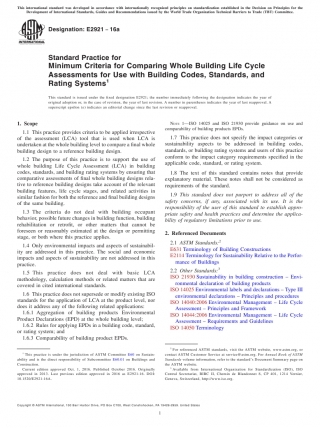 This international standard was developed in accordance with internationally recognized principles on standardization established in the Decision on Principles for the
Development of International Standards, Guides and Recommendations issued by the World Trade Organization Technical Barriers to Trade (TBT) Committee.
Designation: E2921 − 16a
Standard Practice for
Minimum Criteria for Comparing Whole Building Life Cycle
Assessments for Use with Building Codes, Standards, and
Rating Systems1
This standard is issued under the fixed designation E2921; the number immediately following the designation indicates the year of
original adoption or, in the case of revision, the year of last revision. A number in parentheses indicates the year of last reapproval. A
superscript epsilon (ε) indicates an editorial change since the last revision or reapproval.
1. Scope
1.1 This practice provides criteria to be applied irrespective
of the assessment (LCA) tool that is used when LCA is
undertaken at the whole building level to compare a final whole
building design to a reference building design.
1.2 The purpose of this practice is to support the use of
whole building Life Cycle Assessment (LCA) in building
codes, standards, and building rating systems by ensuring that
comparative assessments of final whole building designs rela-
tive to reference building designs take account of the relevant
building features, life cycle stages, and related activities in
similar fashion for both the reference and final building designs
of the same building.
1.3 The criteria do not deal with building occupant
behavior, possible future changes in building function, building
rehabilitation or retrofit, or other matters that cannot be
foreseen or reasonably estimated at the design or permitting
stage, or both where this practice applies.
1.4 Only environmental impacts and aspects of sustainabil-
ity are addressed in this practice. The social and economic
impacts and aspects of sustainability are not addressed in this
practice.
1.5 This practice does not deal with basic LCA
methodology, calculation methods or related matters that are
covered in cited international standards.
1.6 This practice does not supersede or modify existing ISO
standards for the application of LCA at the product level, nor
does it address any of the following related applications:
1.6.1 Aggregation of building products Environmental
Product Declarations (EPD) at the whole building level;
1.6.2 Rules for applying EPDs in a building code, standard,
or rating system; and
1.6.3 Comparability of building product EPDs.
1 This practice is under the jurisdiction of ASTM Committee E60 on Sustain-
ability and is the direct responsibility of Subcommittee E60.01 on Buildings and
Construction.
Current edition approved Oct. 1, 2016. Published October 2016. Originally
approved in 2013. Last previous edition approved in 2016 as E2921-16. DOI:
10.1520/E2921-16A.
NOTE 1—ISO 14025 and ISO 21930 provide guidance on use and
comparability of building products EPDs.
1.7 This practice does not specify the impact categories or
sustainability aspects to be addressed in building codes,
standards, or building rating systems and users of this practice
conform to the impact category requirements specified in the
applicable code, standard, or rating system.
1.8 The text of this standard contains notes that provide
explanatory material. These notes shall not be considered as
requirements of the standard.
1.9 This standard does not purport to address all of the
safety concerns, if any, associated with its use. It is the
responsibility of the user of this standard to establish appro-
priate safety and health practices and determine the applica-
bility of regulatory limitations prior to use.
2. Referenced Documents
2.1 ASTM Standards:2
E631 Terminology of Building Constructions
E2114 Terminology for Sustainability Relative to the Perfor-
mance of Buildings
2.2 Other Standards:3
ISO 21930 Sustainability in building construction – Envi-
ronmental declaration of building products
ISO 14025 Environmental labels and declarations – Type III
environmental declarations – Principles and procedures
ISO 14040:2006 Environmental Management – Life Cycle
Assessment – Principles and Framework
ISO 14044:2006 Environmental Management – Life Cycle
Assessment – Requirements and Guidelines
ISO 14050 Terminology
2 For referenced ASTM standards, visit the ASTM website, www.astm.org, or
contact ASTM Customer Service at service@astm.org. For Annual Book of ASTM
Standards volume information, refer to the standard's Document Summary page on
the ASTM website.
3 Available from International Organization for Standardization (ISO), ISO
Central Secretariat, BIBC II, Chemin de Blandonnet 8, CP 401, 1214 Vernier,
Geneva, Switzerland, http://www.iso.org.
Copyright © ASTM International, 100 Barr Harbor Drive, PO Box C700, West Conshohocken, PA 19428-2959. United States
1